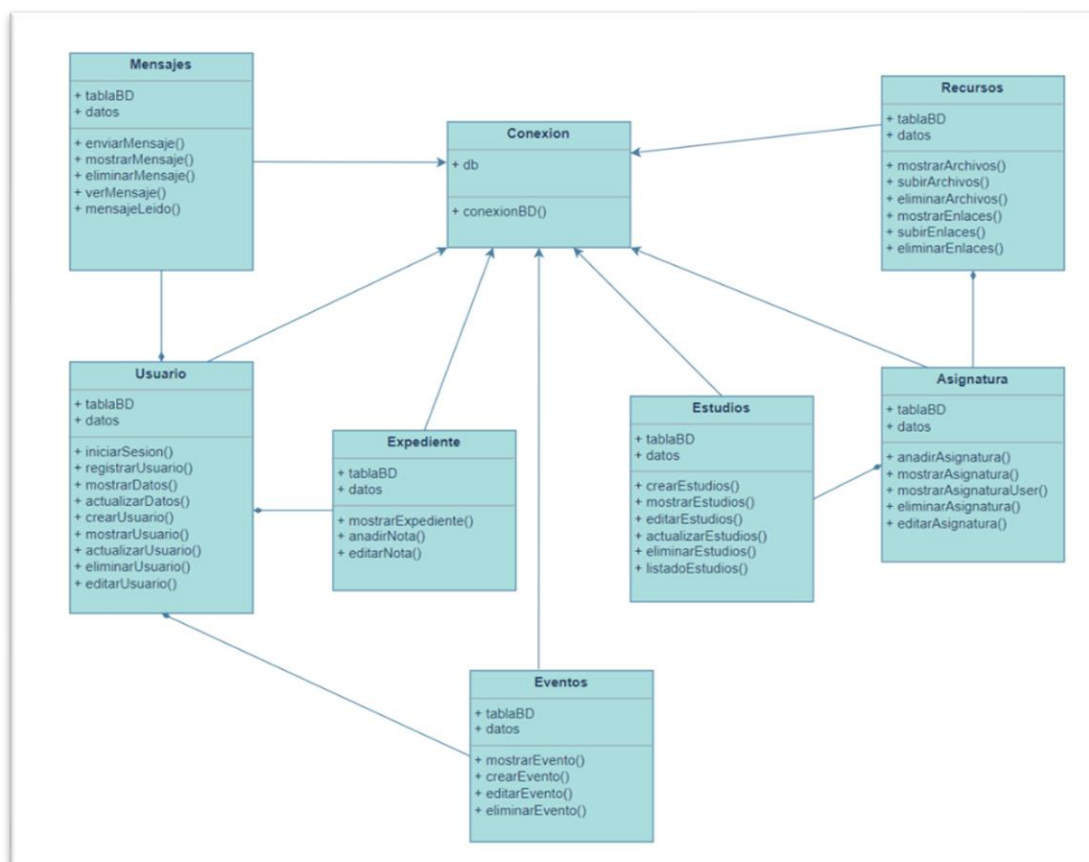 Mensajes
+ tablaBD
+ datos
+ enviarMensaje()
+ mostrarMensaje()
+ eliminarMensaje()
+ verMensaje()
+ mensajeLeido()
Conexion
+ db
+ conexionBD()
Recursos
+ tablaBD
+ datos
+ mostrarArchivos()
+ subirArchivos()
+ eliminarArchivos()
+ mostrarEnlaces()
+ subirEnlaces()
+ eliminarEnlaces()
Usuario
+ tablaBD
+ datos
+ iniciarSesion()
+ registrarUsuario()
+ mostrarDatos()
+ actualizarDatos()
+ crearUsuario()
+ mostrarUsuario()
+ actualizarUsuario()
+ eliminarUsuario()
+ editarUsuario()
Expediente
+ tablaBD
+ datos
+ mostrarExpediente()
+ anadirNota()
+ editarNota()
Estudios
+ tablaBD
+ datos
+ crearEstudios()
+ mostrarEstudios()
+ editarEstudios()
+ actualizarEstudios()
+ eliminarEstudios()
+ listadoEstudios()
Asignatura
+ tablaBD
+ datos
+ anadirAsignatura()
+ mostrarAsignatura()
+ mostrarAsignaturaUser()
+ eliminarAsignatura()
+ editarAsignatura()
Eventos
+ tablaBD
+ datos
+ mostrarEvento()
+ crearEvento()
+ editarEvento()
+ eliminarEvento()